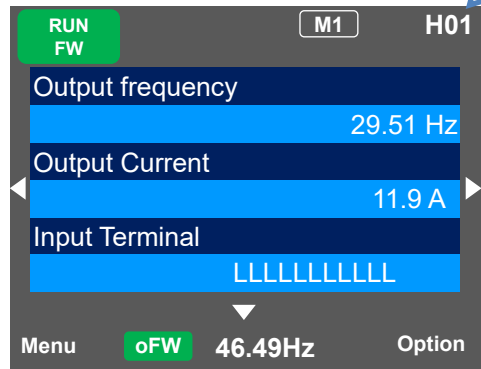 RUN M1 H01
FW
Output frequency
29.51 Hz
Output Current
11.9 A
Input Terminal
LLLLLLLLLLL
Menu oFW 46.49Hz Option